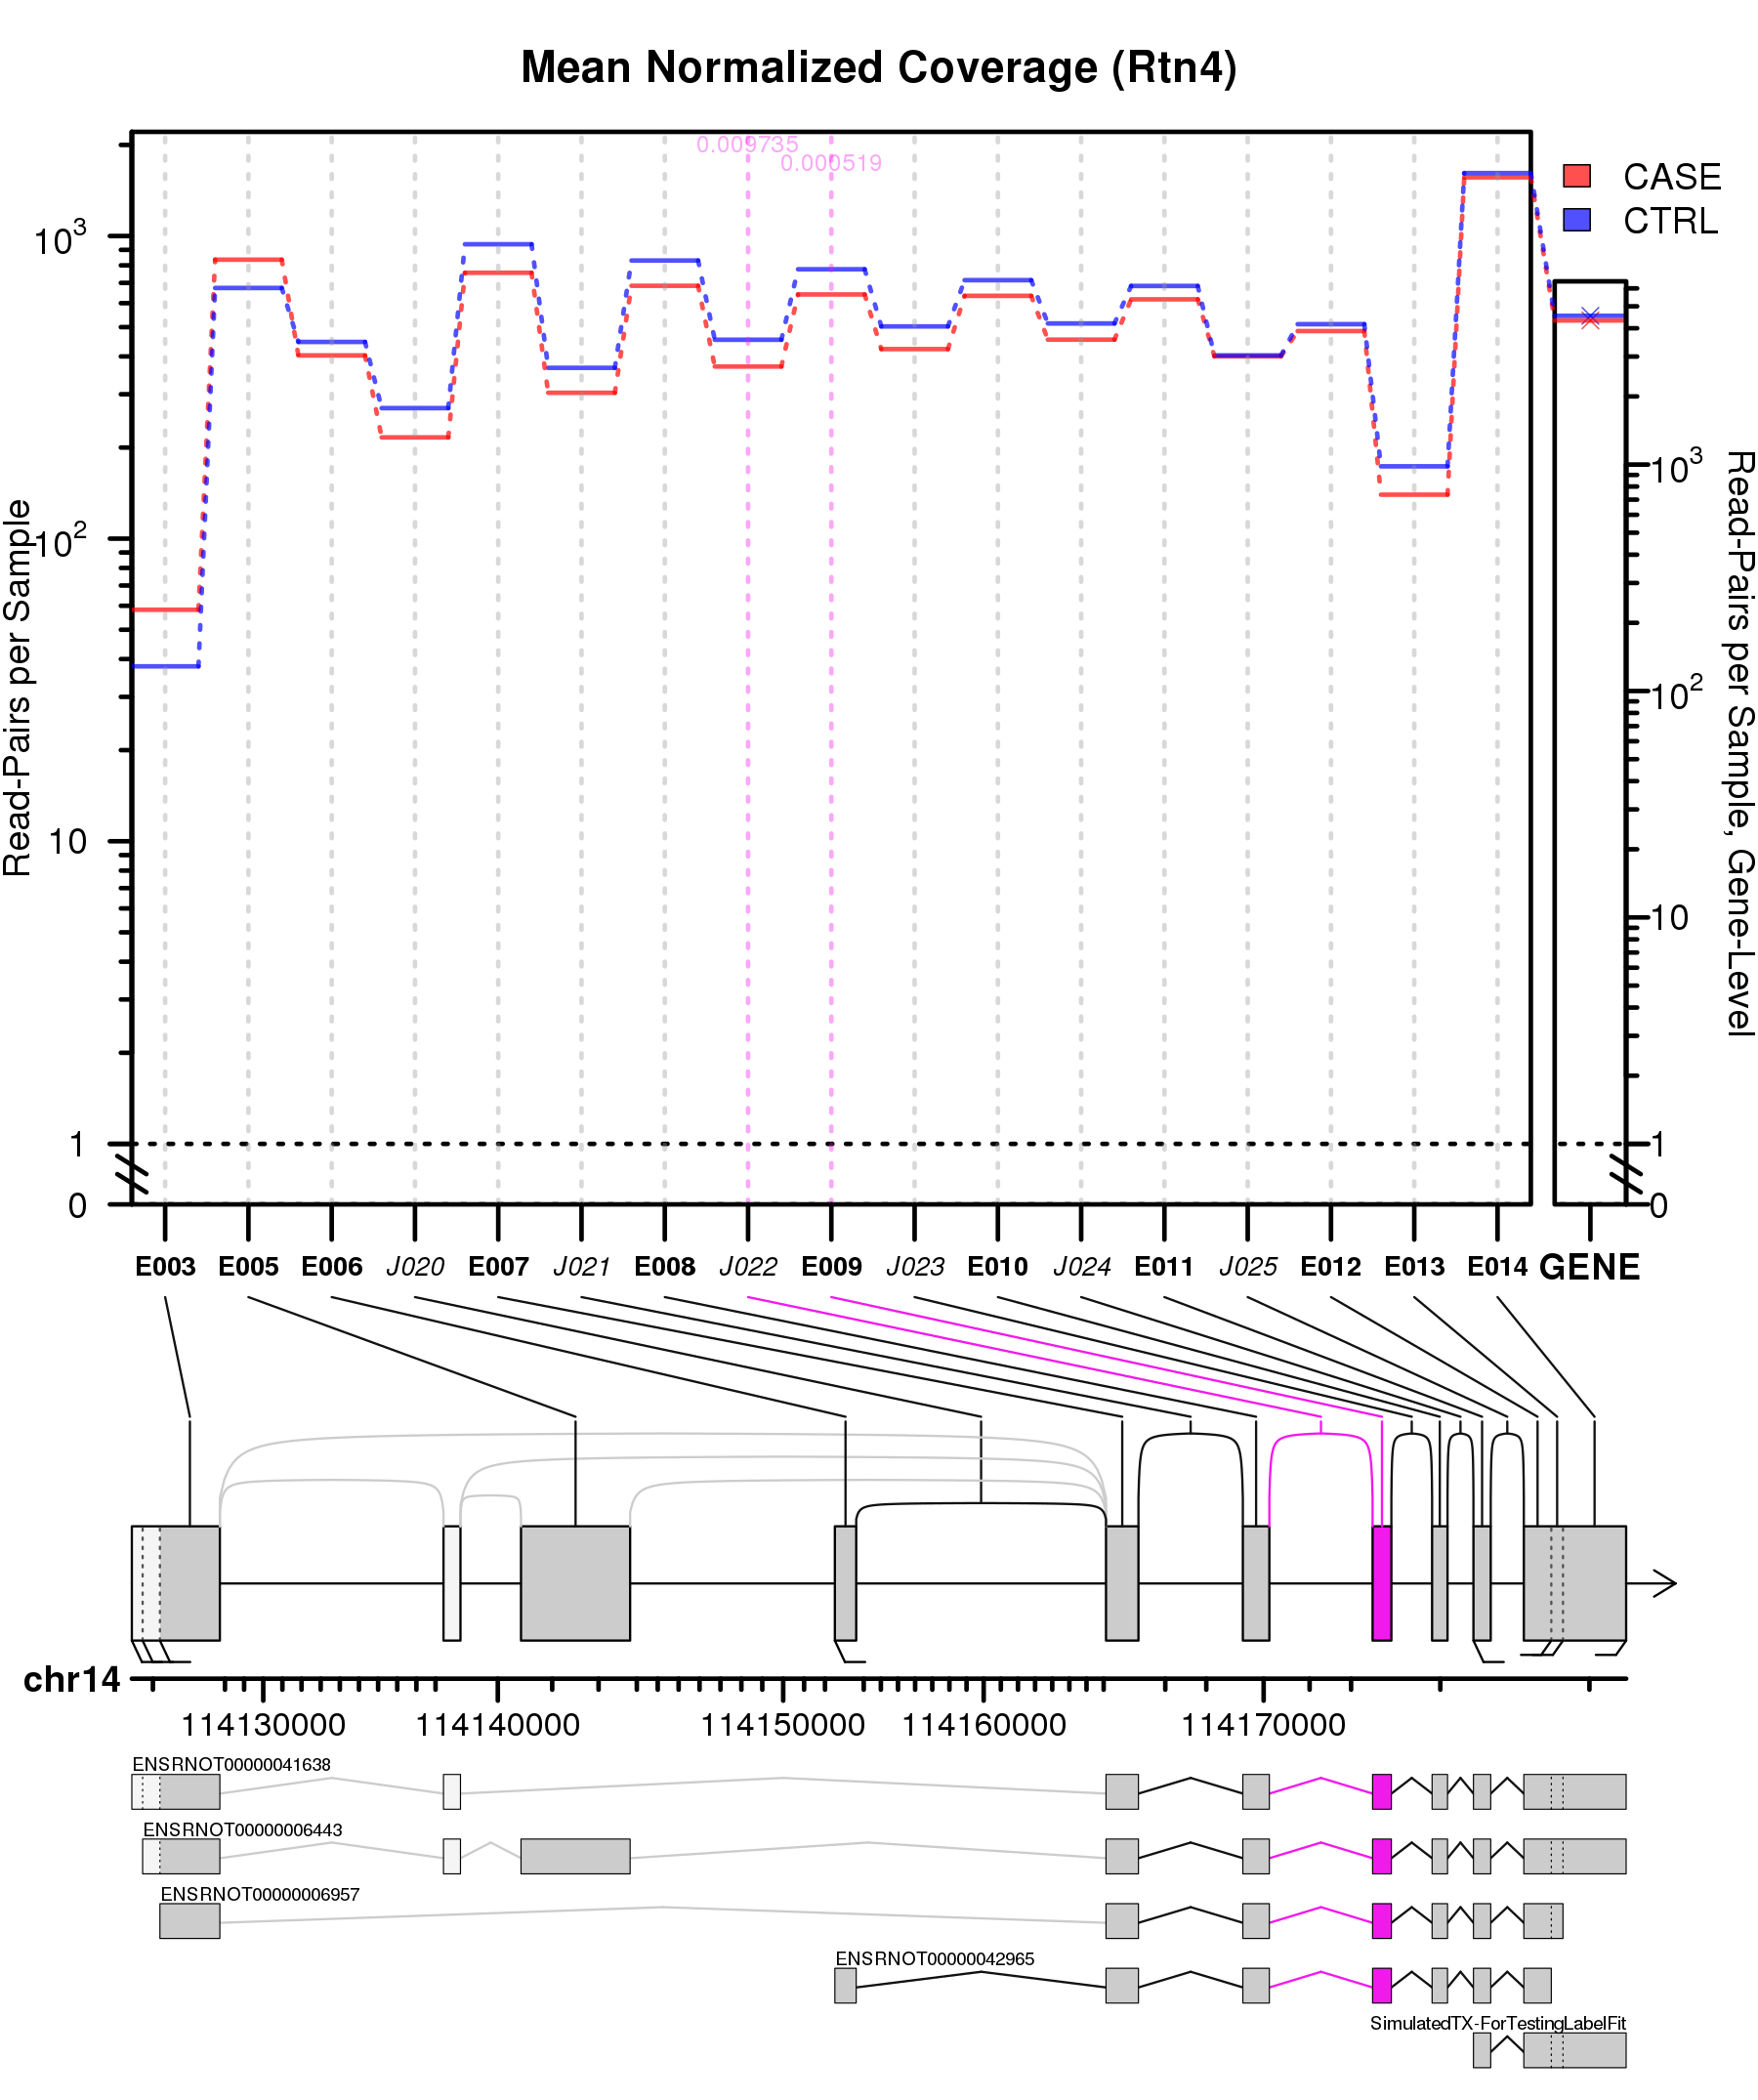 Mean Normalized Coverage (Rtn4)
0.009735
0.000519
CASE
CTRL
Read-Pairs per Sample
10³
10²
10
1
0
Read-Pairs per Sample, Gene-Level
10³
10²
10
1
0
E003 E005 E006 J020 E007 J021 E008 J022 E009 J023 E010 J024 E011 J025 E012 E013 E014 GENE
chr14
114130000 114140000 114150000 114160000 114170000
ENSRNOT00000041638
ENSRNOT00000006443
ENSRNOT00000006957
ENSRNOT00000042965
SimulatedTX-ForTestingLabelFit